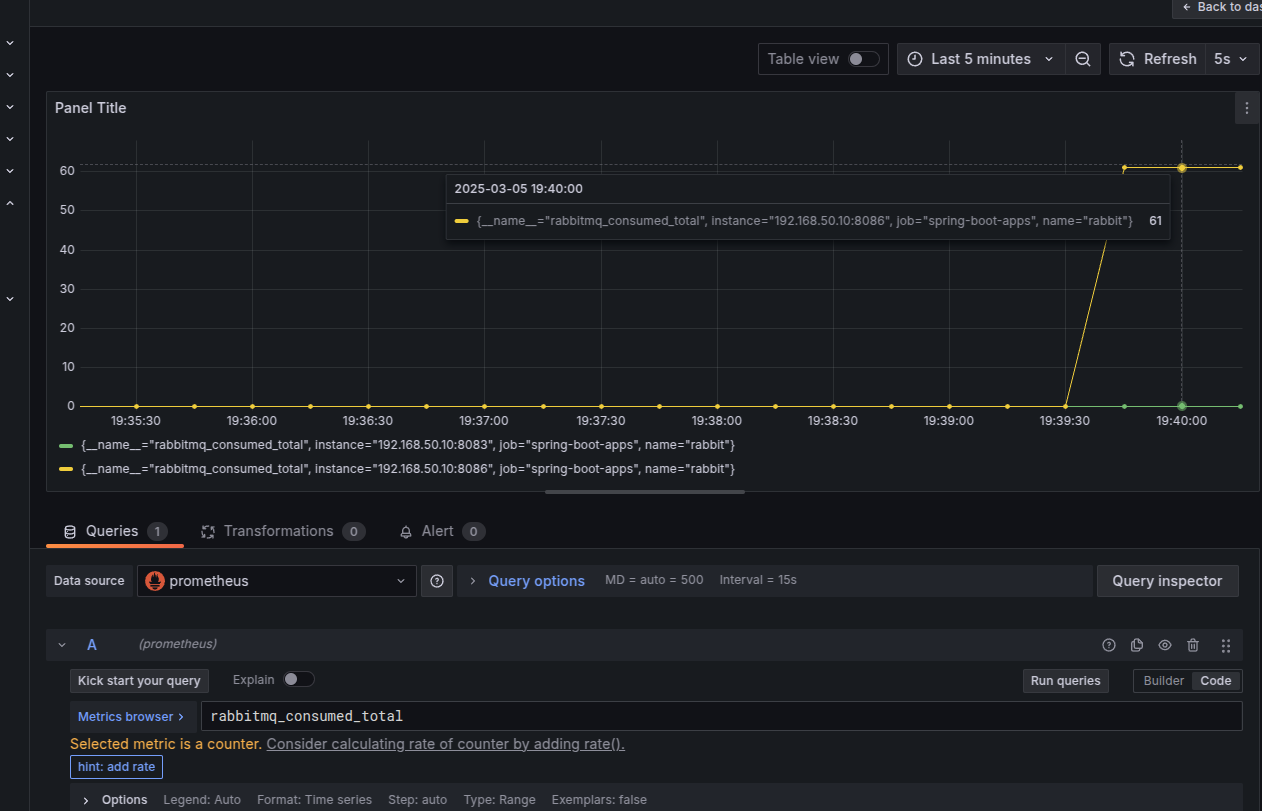 ← Back to das
Table view Last 5 minutes Refresh 5s
Panel Title
60
2025-03-05 19:40:00
{__name__="rabbitmq_consumed_total", instance="192.168.50.10:8086", job="spring-boot-apps", name="rabbit"} 61
50
40
30
20
10
0
19:35:30 19:36:00 19:36:30 19:37:00 19:37:30 19:38:00 19:38:30 19:39:00 19:39:30 19:40:00
{__name__="rabbitmq_consumed_total", instance="192.168.50.10:8083", job="spring-boot-apps", name="rabbit"}
{__name__="rabbitmq_consumed_total", instance="192.168.50.10:8086", job="spring-boot-apps", name="rabbit"}
Queries 1 Transformations 0 Alert 0
Data source prometheus Query options MD = auto = 500 Interval = 15s Query inspector
A (prometheus)
Kick start your query Explain Run queries Builder Code
Metrics browser > rabbitmq_consumed_total
Selected metric is a counter. Consider calculating rate of counter by adding rate().
hint: add rate
Options Legend: Auto Format: Time series Step: auto Type: Range Exemplars: false